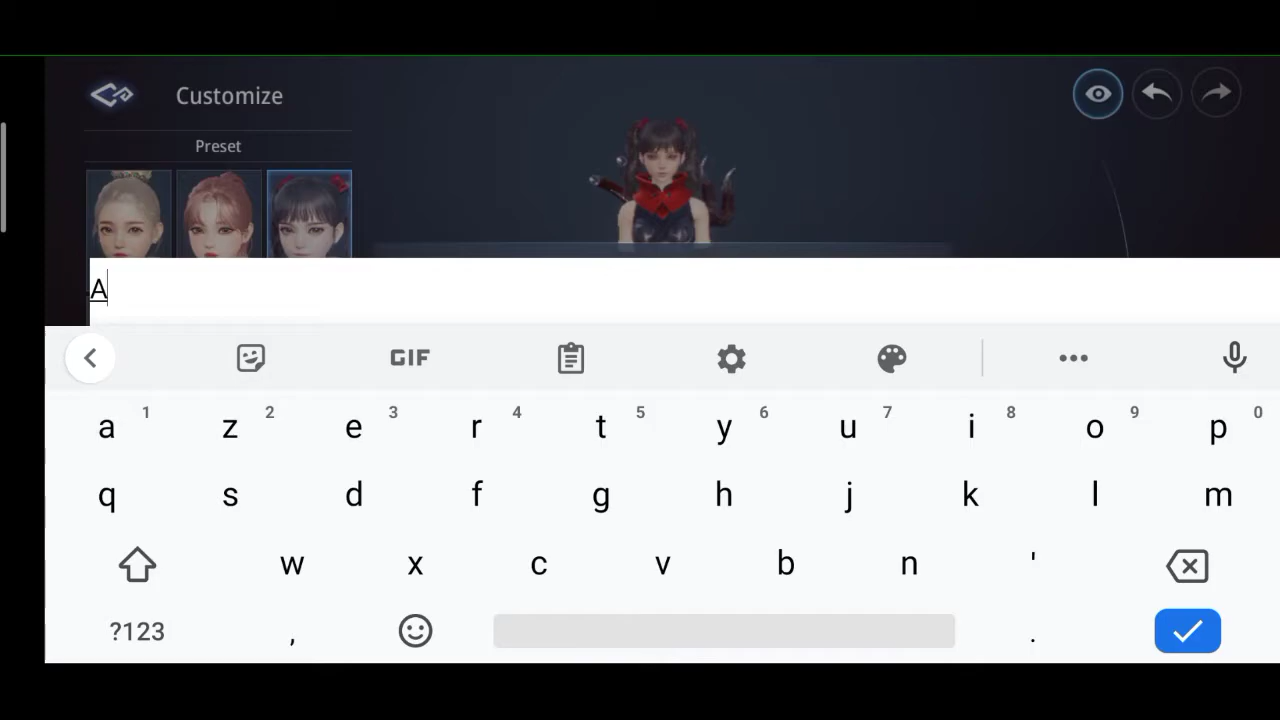 Customize
Preset
A
GIF
a 1 z 2 e 3 r 4 t 5 y 6 u 7 i 8 o 9 p 0
q s d f g h j k l m
w x c v b n '
?123 , .